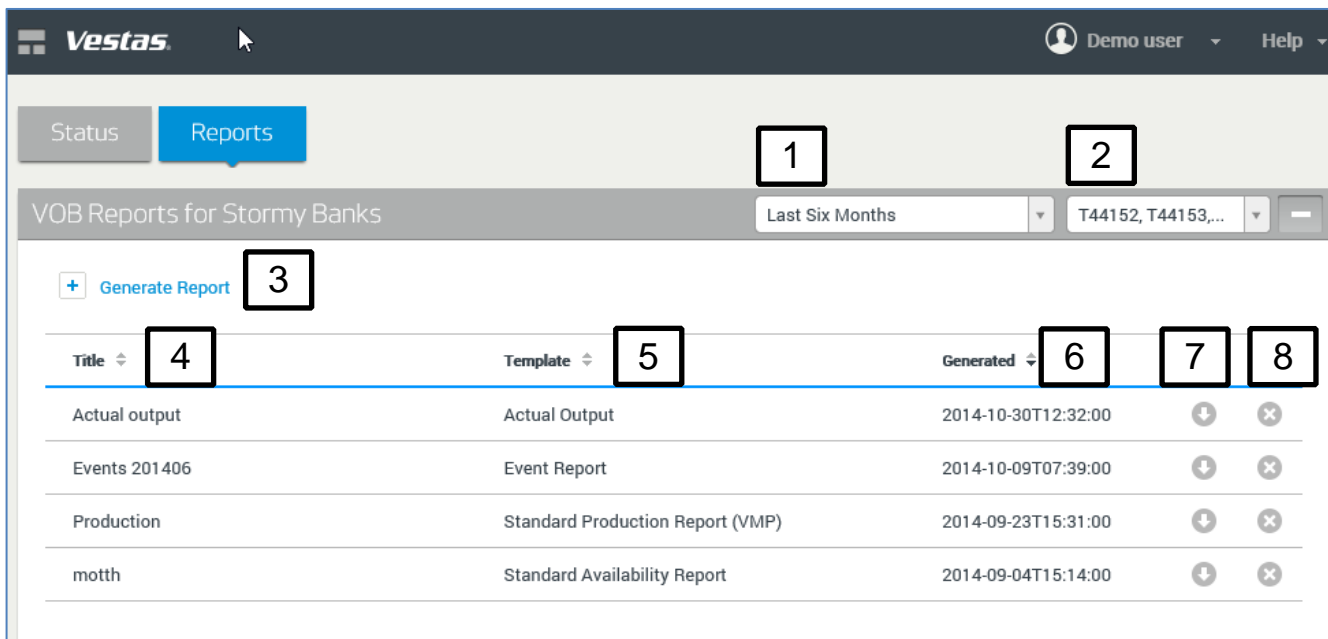 Vestas. Demo user Help
Status Reports
1 2
VOB Reports for Stormy Banks Last Six Months T44152, T44153,...
+ Generate Report 3
Title 4 Template 5 Generated 6 7 8
Actual output Actual Output 2014-10-30T12:32:00
Events 201406 Event Report 2014-10-09T07:39:00
Production Standard Production Report (VMP) 2014-09-23T15:31:00
motth Standard Availability Report 2014-09-04T15:14:00